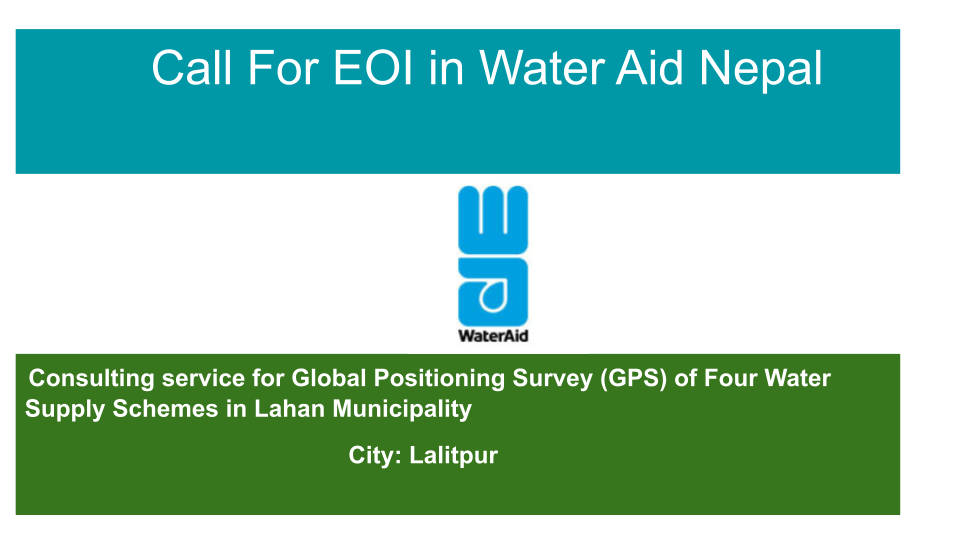 Call For EOI in Water Aid Nepal
WaterAid
Consulting service for Global Positioning Survey (GPS) of Four Water
Supply Schemes in Lahan Municipality
City: Lalitpur